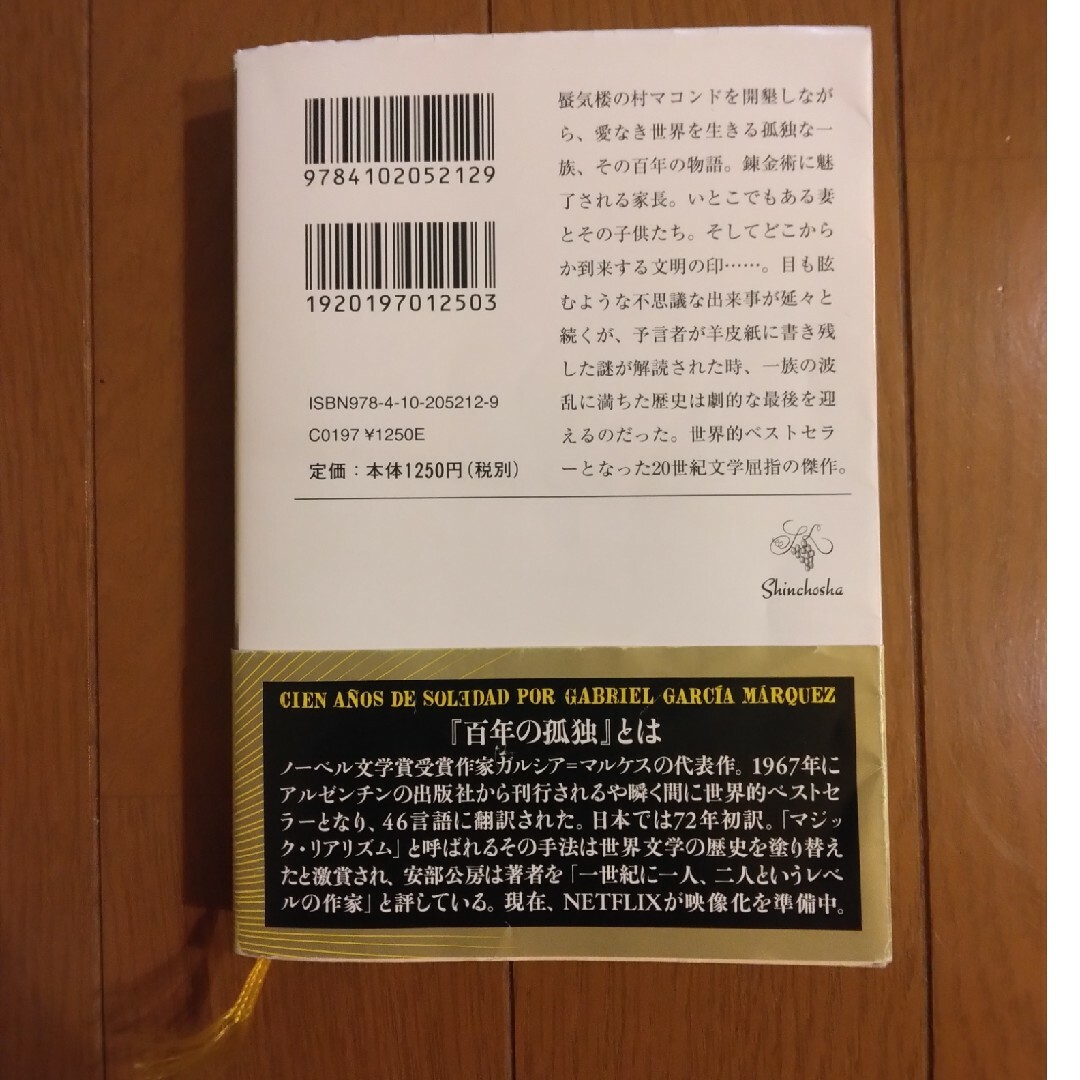 9784102052129
1920197012503
ISBN978-4-10-205212-9
C0197 ¥1250E
定価：本体1250円(税別)
蜃気楼の村マコンドを開墾しなが
ら、愛なき世界を生きる孤独な一
族、その百年の物語。錬金術に魅
了される家長。いとこでもある妻
とその子供たち。そしてどこから
か到来する文明の印……。目も眩
むような不思議な出来事が延々と
続くが、予言者が羊皮紙に書き残
した謎が解読された時、一族の波
乱に満ちた歴史は劇的な最後を迎
えるのだった。世界的ベストセラ
ーとなった20世紀文学屈指の傑作。
Shinchosha
CIEN AÑOS DE SOLEDAD POR GABRIEL GARCÍA MÁRQUEZ
『百年の孤独』とは
ノーベル文学賞受賞作家ガルシア=マルケスの代表作。1967年に
アルゼンチンの出版社から刊行されるや瞬く間に世界的ベストセ
ラーとなり、46言語に翻訳された。日本では72年初訳。「マジッ
ク・リアリズム」と呼ばれるその手法は世界文学の歴史を塗り替え
たと激賞され、安部公房は著者を「一世紀に一人、二人というレベ
ルの作家」と評している。現在、NETFLIXが映像化を準備中。